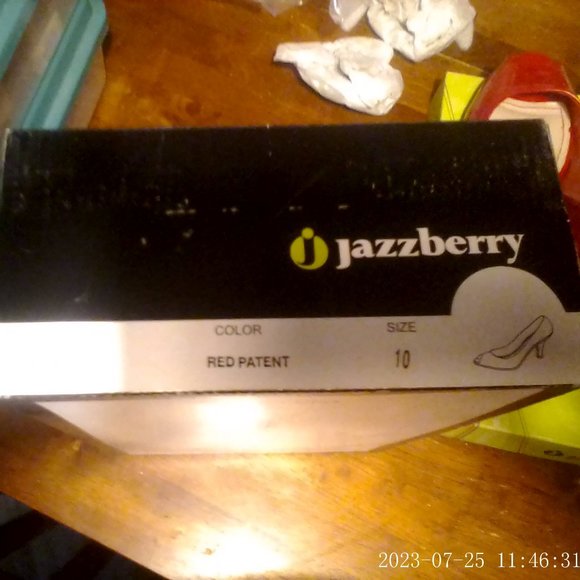 jazzberry
COLOR SIZE
RED PATENT 10
2023-07-25 11:46:31